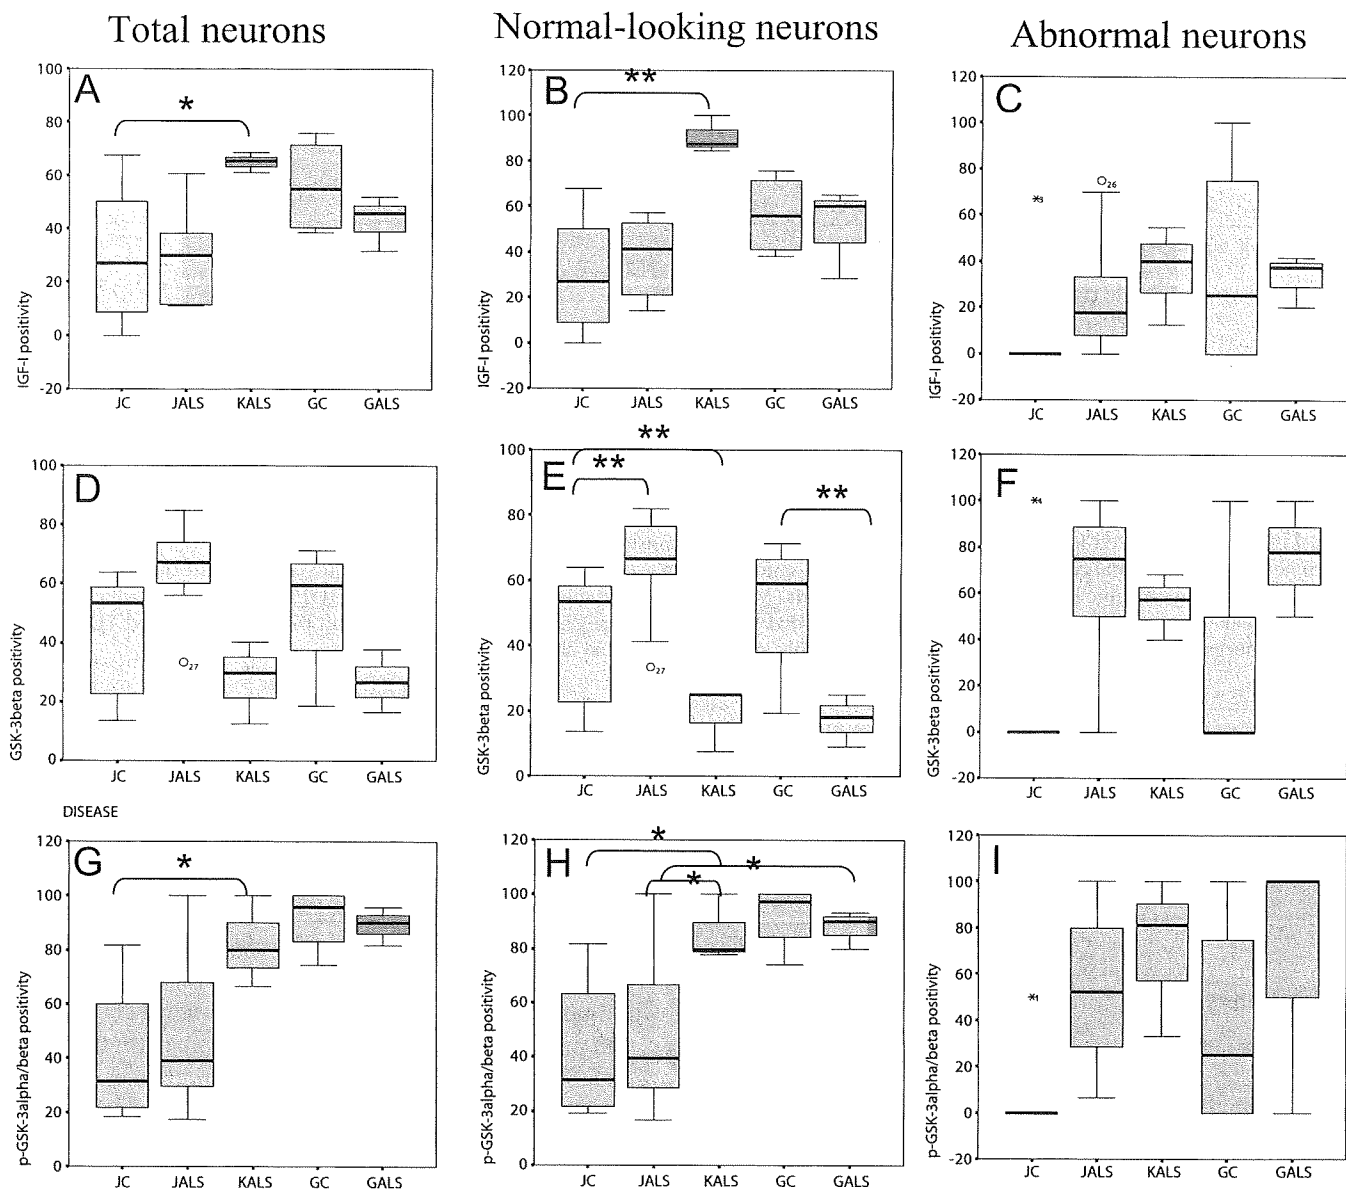 Total neurons
Normal-looking neurons
Abnormal neurons
A
100
80
60
40
20
0
-20
IGF-I positivity
*
JC JALS KALS GC GALS
B
120
100
80
60
40
20
0
-20
IGF-I positivity
**
JC JALS KALS GC GALS
C
120
100
80
60
40
20
0
-20
IGF-I positivity
*3
26
JC JALS KALS GC GALS
D
100
80
60
40
20
0
GSK-3beta positivity
27
JC JALS KALS GC GALS
DISEASE
E
100
80
60
40
20
0
GSK-3beta positivity
**
**
**
27
JC JALS KALS GC GALS
F
120
100
80
60
40
20
0
-20
GSK-3beta positivity
*4
JC JALS KALS GC GALS
G
120
100
80
60
40
20
0
p-GSK-3alpha/beta positivity
*
JC JALS KALS GC GALS
H
120
100
80
60
40
20
0
p-GSK-3alpha/beta positivity
*
*
*
JC JALS KALS GC GALS
I
120
100
80
60
40
20
0
-20
p-GSK-3alpha/beta positivity
*1
JC JALS KALS GC GALS